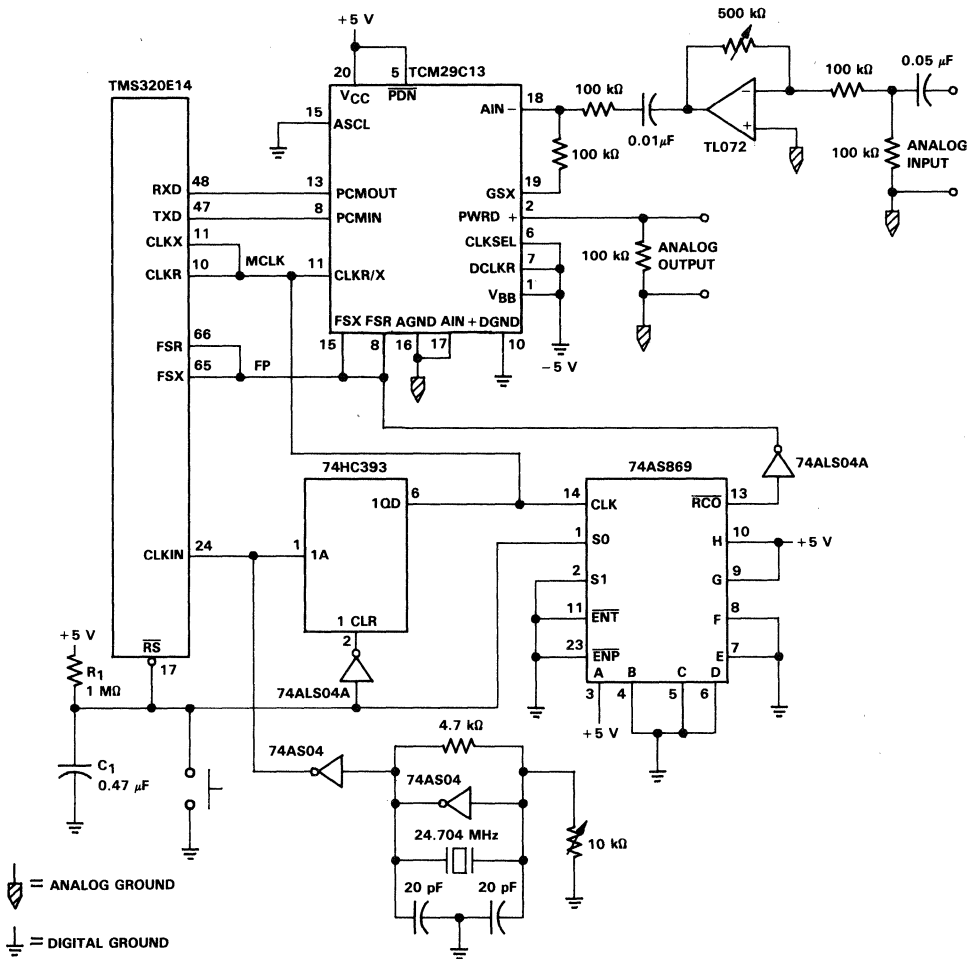 +5 V
500 kΩ
TMS320E14
20
5
TCM29C13
VCC
PDN
15
ASCL
AIN −
18
100 kΩ
0.01μF
TL072
−
+
100 kΩ
0.05 μF
100 kΩ
100 kΩ
ANALOG
INPUT
RXD
48
13
PCMOUT
GSX
19
TXD
47
8
PCMIN
PWRD +
2
CLKX
11
CLKSEL
6
100 kΩ
ANALOG
OUTPUT
CLKR
10
MCLK
11
CLKR/X
DCLKR
7
VBB
1
FSX
FSR
AGND
AIN +
DGND
15
8
16
17
10
−5 V
FSR
66
FSX
65
FP
74HC393
74AS869
74ALS04A
1QD
6
14
CLK
RCO
13
1
S0
H
10
+5 V
CLKIN
24
1
1A
2
S1
G
9
11
ENT
F
8
23
ENP
E
7
1 CLR
2
A
B
C
D
3
4
5
6
+5 V
+5 V
R1
1 MΩ
RS
17
74ALS04A
C1
0.47 μF
74AS04
4.7 kΩ
74AS04
24.704 MHz
10 kΩ
20 pF
20 pF
= ANALOG GROUND
= DIGITAL GROUND